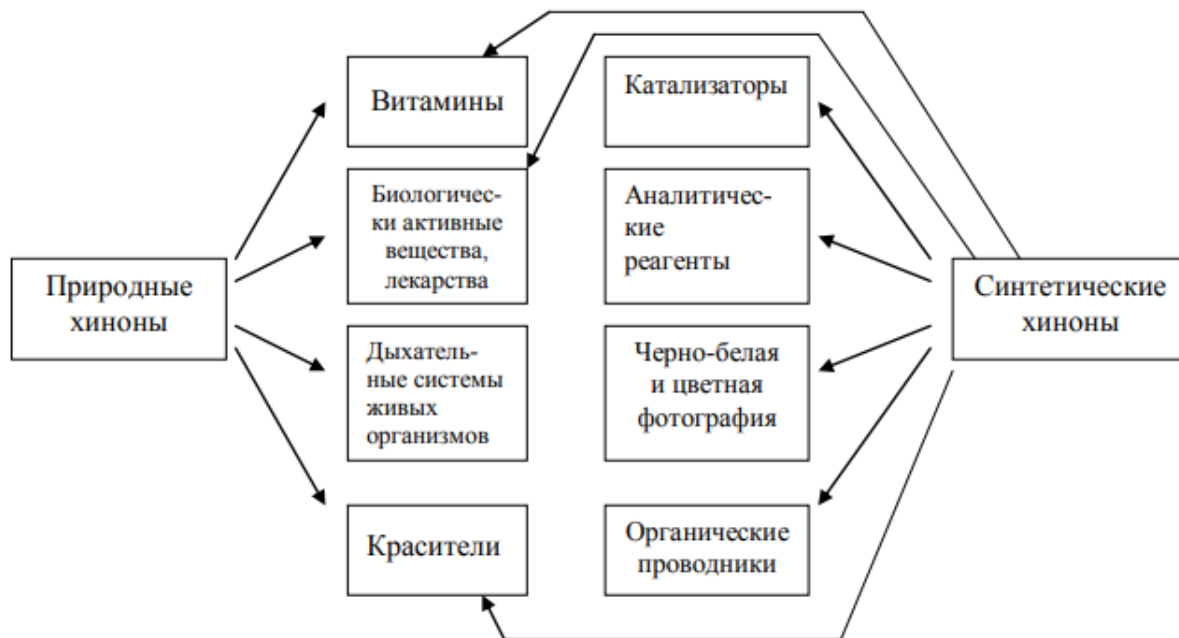 Природные
хиноны
Витамины
Биологичес-
ки активные
вещества,
лекарства
Дыхатель-
ные системы
живых
организмов
Красители
Катализаторы
Аналитичес-
кие
реагенты
Черно-белая
и цветная
фотография
Органические
проводники
Синтетические
хиноны